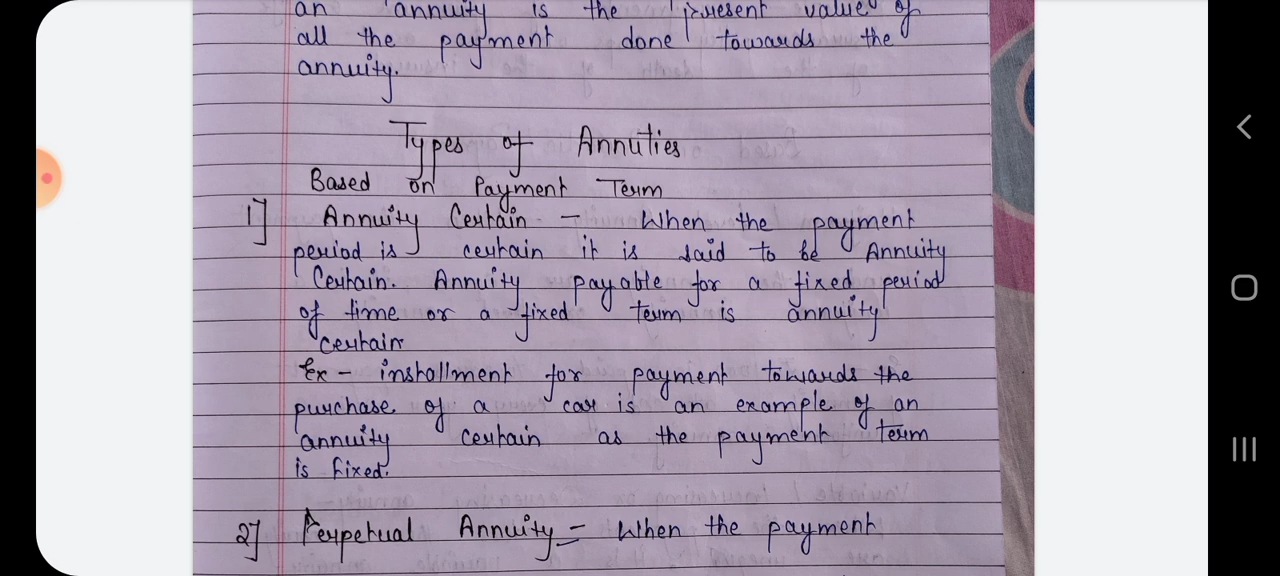 an annuity is the present value of
all the payment done towards the
annuity.
Types of Annuties
Based on Payment Term
1] Annuity Certain - When the payment
period is certain it is said to be Annuity
Certain. Annuity payable for a fixed period
of time or a fixed term is annuity
certain
Ex - installment for payment towards the
purchase of a car is an example of an
annuity certain as the payment term
is fixed.
2] Perpetual Annuity = When the payment